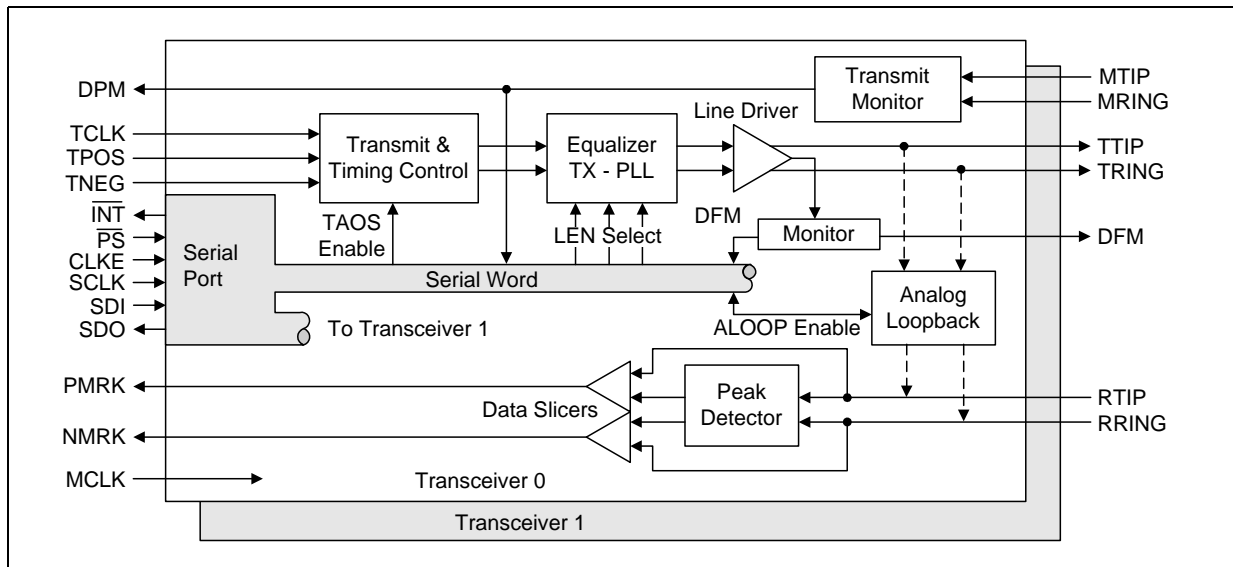 DPM
Transmit
Monitor
MTIP
MRING
Line Driver
TCLK
TPOS
TNEG
Transmit &
Timing Control
Equalizer
TX - PLL
TTIP
TRING
INT
PS
CLKE
SCLK
SDI
SDO
Serial
Port
TAOS
Enable
LEN Select
DFM
Monitor
DFM
Serial Word
To Transceiver 1
ALOOP Enable
Analog
Loopback
PMRK
NMRK
Data Slicers
Peak
Detector
RTIP
RRING
MCLK
Transceiver 0
Transceiver 1